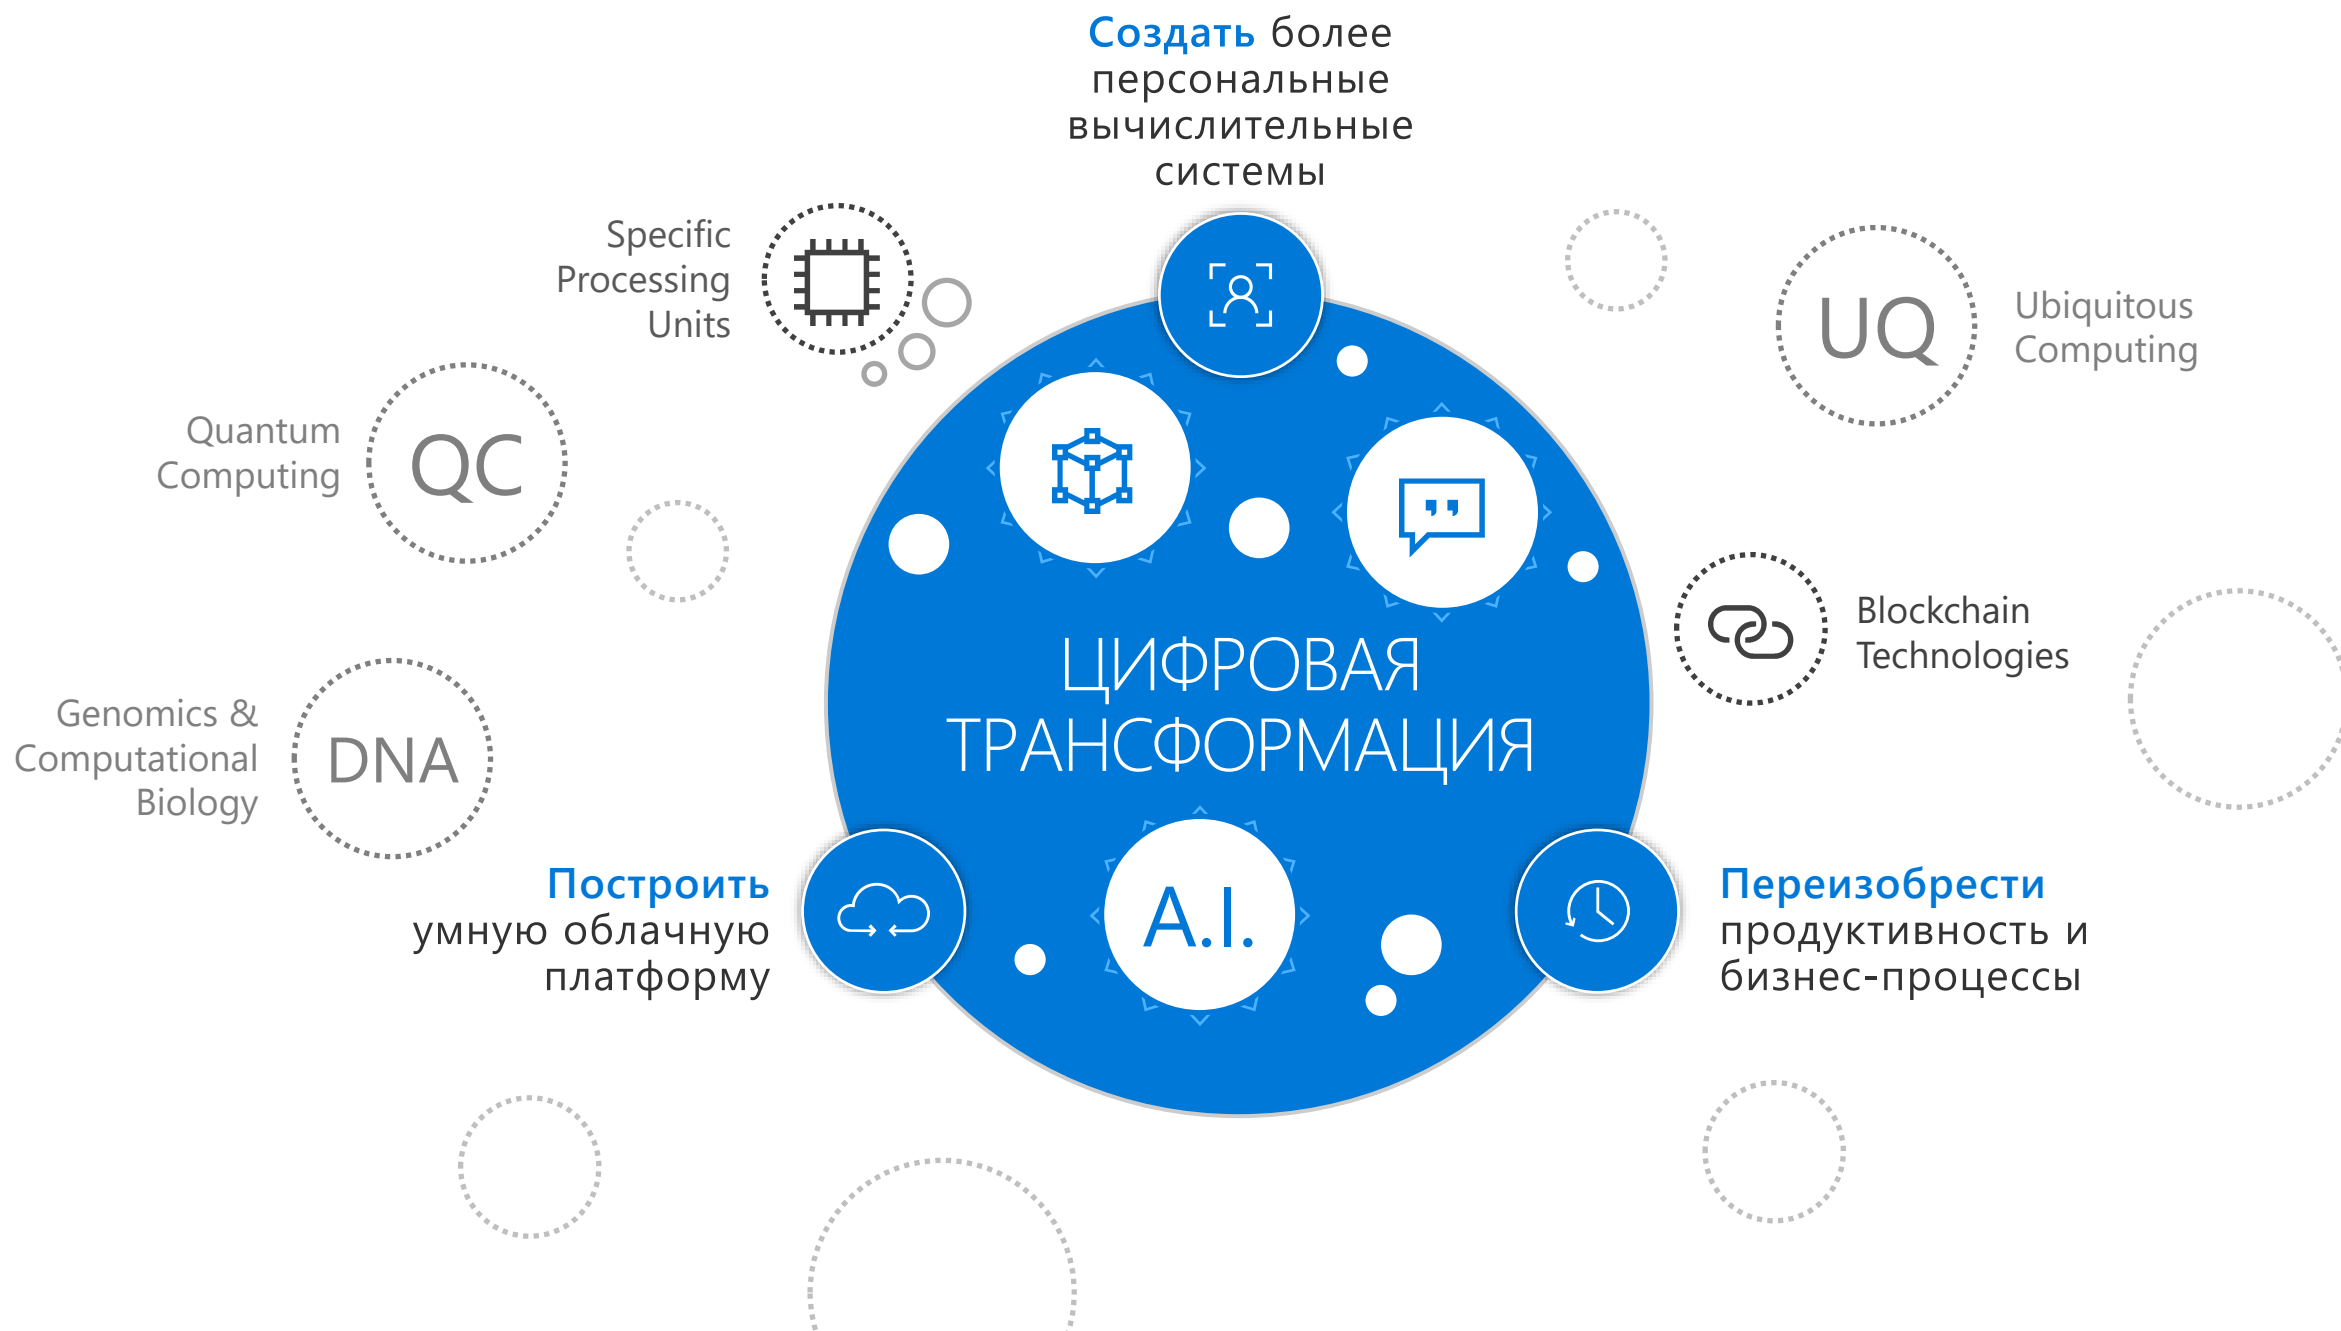 Создать более
персональные
вычислительные
системы
Specific
Processing
Units
UQ
Ubiquitous
Computing
Quantum
Computing
QC
Blockchain
Technologies
ЦИФРОВАЯ
ТРАНСФОРМАЦИЯ
Genomics &
Computational
Biology
DNA
Построить
умную облачную
платформу
A.I.
Переизобрести
продуктивность и
бизнес-процессы